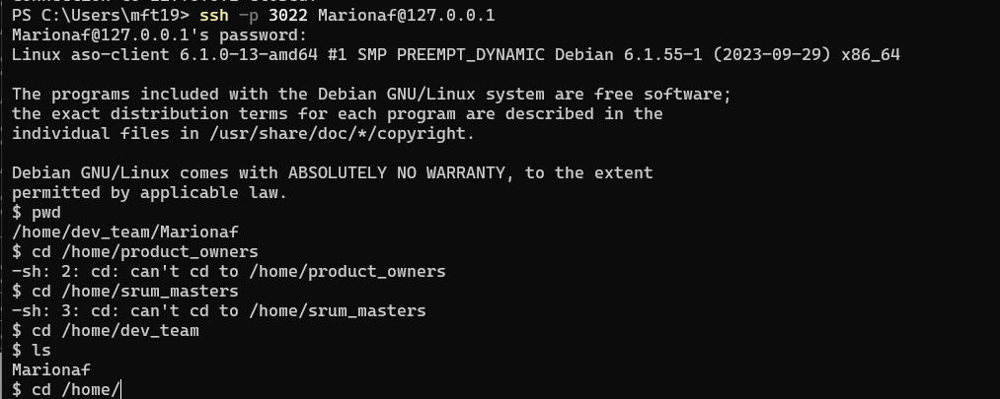 PS C:\Users\mft19> ssh -p 3022 Marionaf@127.0.0.1
Marionaf@127.0.0.1's password:
Linux aso-client 6.1.0-13-amd64 #1 SMP PREEMPT_DYNAMIC Debian 6.1.55-1 (2023-09-29) x86_64
The programs included with the Debian GNU/Linux system are free software;
the exact distribution terms for each program are described in the
individual files in /usr/share/doc/*/copyright.
Debian GNU/Linux comes with ABSOLUTELY NO WARRANTY, to the extent
permitted by applicable law.
$ pwd
/home/dev_team/Marionaf
$ cd /home/product_owners
-sh: 2: cd: can't cd to /home/product_owners
$ cd /home/srum_masters
-sh: 3: cd: can't cd to /home/srum_masters
$ cd /home/dev_team
$ ls
Marionaf
$ cd /home/